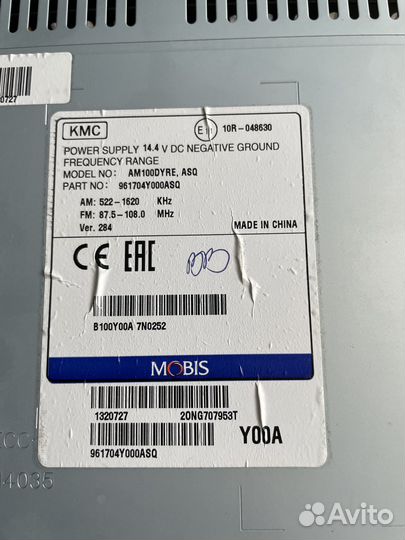 0727
KMC
E11 10R-048630
POWER SUPPLY 14.4 V DC NEGATIVE GROUND
FREQUENCY RANGE
MODEL NO: AM100DYRE, ASQ
PART NO: 961704Y000ASQ
AM: 522-1620 KHz
FM: 87.5-108.0 MHz
Ver. 284
MADE IN CHINA
CE EAC
B100Y00A 7N0252
MOBIS
1320727 20NG707953T
961704Y000ASQ
Y00A
4035
Avito